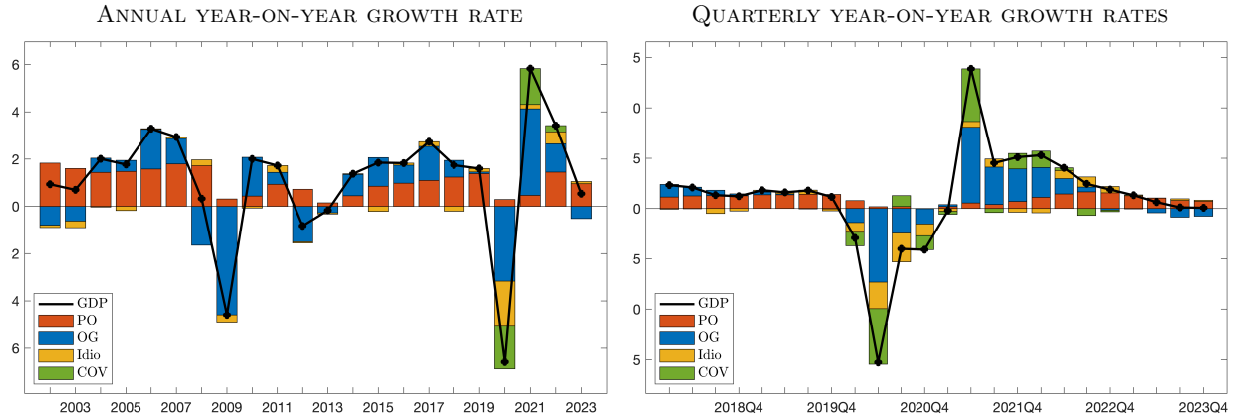 ANNUAL YEAR-ON-YEAR GROWTH RATE
6
4
2
0
2
4
6
GDP
PO
OG
Idio
COV
2003 2005 2007 2009 2011 2013 2015 2017 2019 2021 2023
QUARTERLY YEAR-ON-YEAR GROWTH RATES
5
0
5
0
5
0
5
GDP
PO
OG
Idio
COV
2018Q4 2019Q4 2020Q4 2021Q4 2022Q4 2023Q4